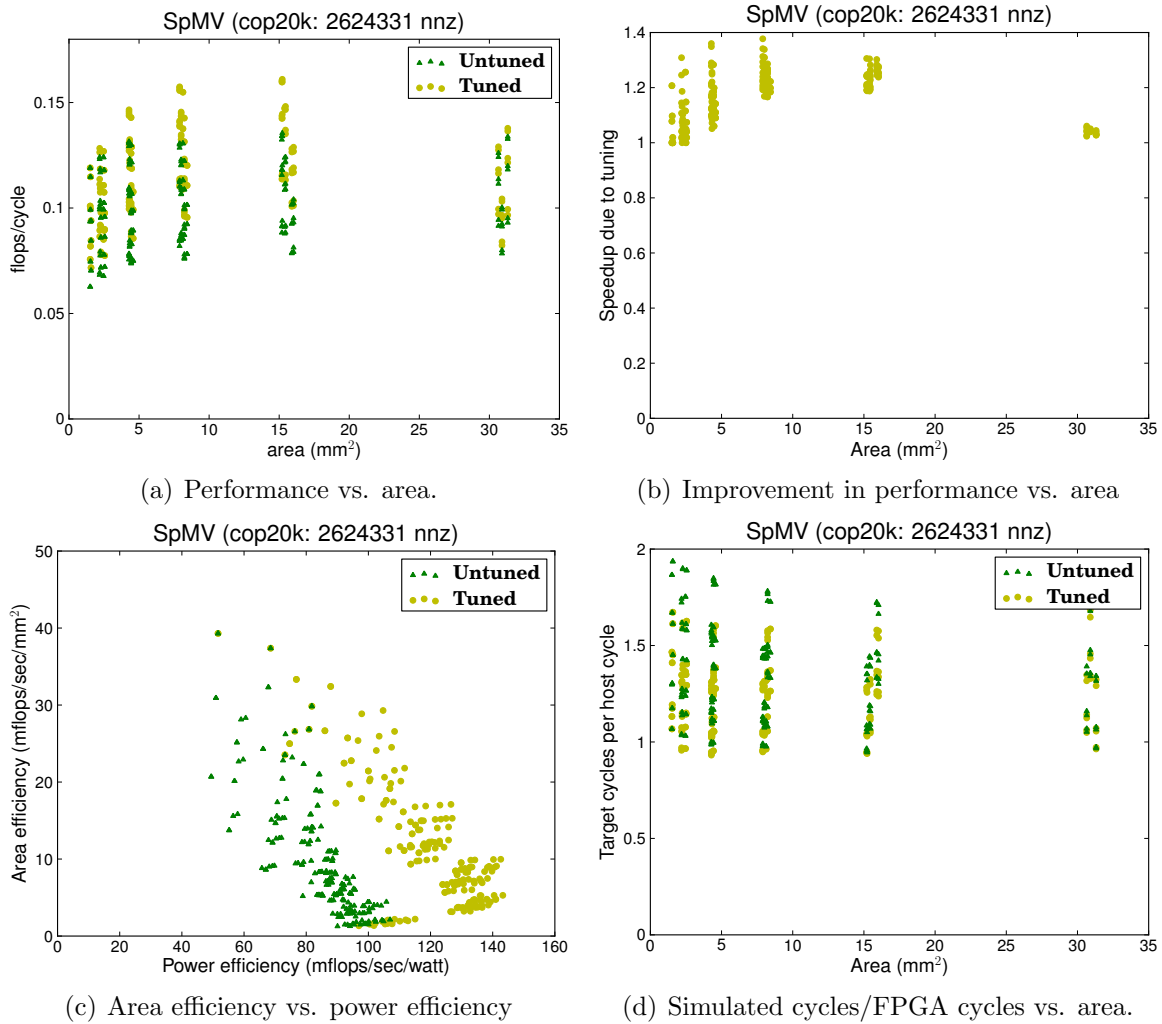 SpMV (cop20k: 2624331 nnz)
Untuned
Tuned
flops/cycle
0.15
0.1
0.05
0
0 5 10 15 20 25 30 35
area (mm²)
(a) Performance vs. area.
SpMV (cop20k: 2624331 nnz)
Speedup due to tuning
1.4
1.2
1
0.8
0.6
0.4
0.2
0
0 5 10 15 20 25 30 35
Area (mm²)
(b) Improvement in performance vs. area
SpMV (cop20k: 2624331 nnz)
Untuned
Tuned
Area efficiency (mflops/sec/mm²)
50
40
30
20
10
0
0 20 40 60 80 100 120 140 160
Power efficiency (mflops/sec/watt)
(c) Area efficiency vs. power efficiency
SpMV (cop20k: 2624331 nnz)
Untuned
Tuned
Target cycles per host cycle
2
1.5
1
0.5
0
0 5 10 15 20 25 30 35
Area (mm²)
(d) Simulated cycles/FPGA cycles vs. area.